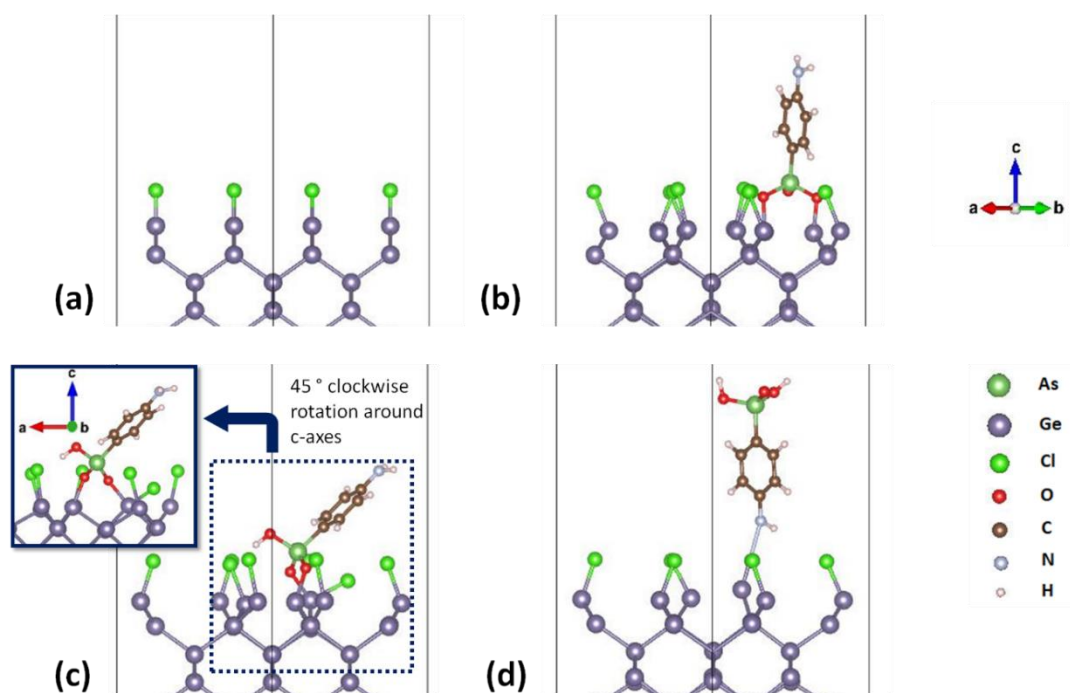 (a)
(b)
c
a
b
c
a
b
45 ° clockwise
rotation around
c-axes
(c)
(d)
As
Ge
Cl
O
C
N
H